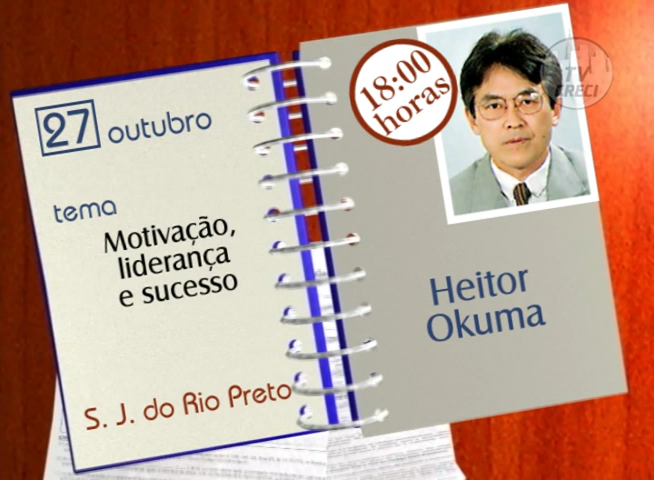 27 outubro
tema
Motivação,
liderança
e sucesso
S. J. do Rio Preto
18:00
horas
TV
CRECI
Heitor
Okuma